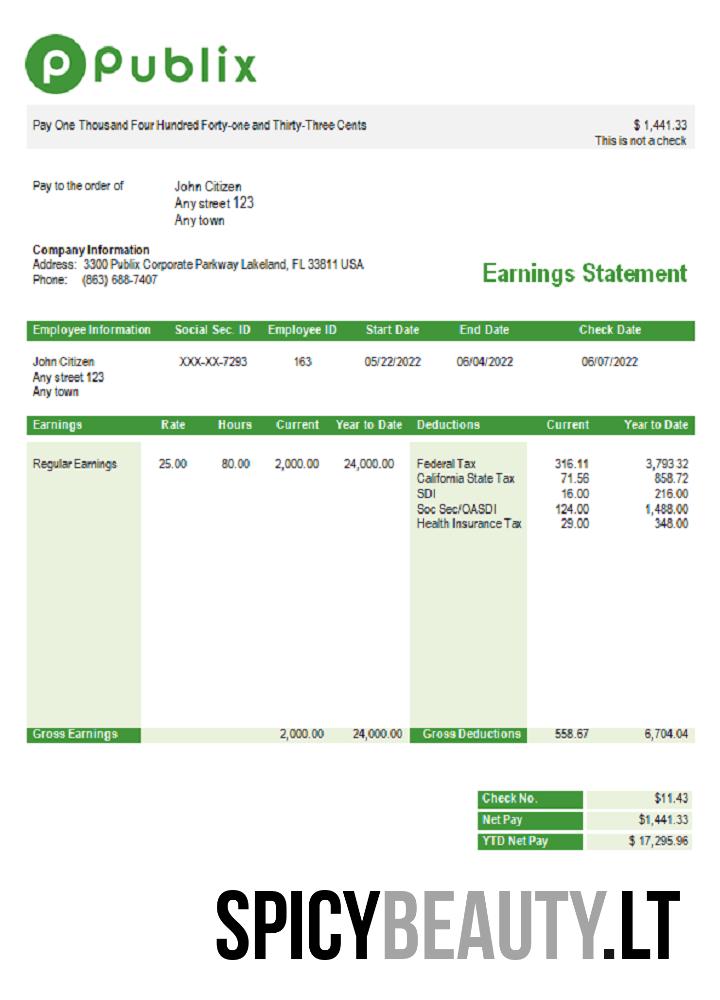 Publix
Pay One Thousand Four Hundred Forty-one and Thirty-Three Cents $ 1,441.33
This is not a check
Pay to the order of John Citizen
Any street 123
Any town
Company Information
Address: 3300 Publix Corporate Parkway Lakeland, FL 33811 USA
Phone: (863) 688-7407
Earnings Statement
Employee Information Social Sec. ID Employee ID Start Date End Date Check Date
John Citizen XXX-XX-7293 163 05/22/2022 06/04/2022 06/07/2022
Any street 123
Any town
Earnings Rate Hours Current Year to Date Deductions Current Year to Date
Regular Earnings 25.00 80.00 2,000.00 24,000.00 Federal Tax 316.11 3,793 32
California State Tax 71.56 858.72
SDI 16.00 216.00
Soc Sec/OASDI 124.00 1,488.00
Health Insurance Tax 29.00 348.00
Gross Earnings 2,000.00 24,000.00 Gross Deductions 558.67 6,704.04
Check No. $11.43
Net Pay $1,441.33
YTD Net Pay $ 17,295.96
SPICYBEAUTY.LT